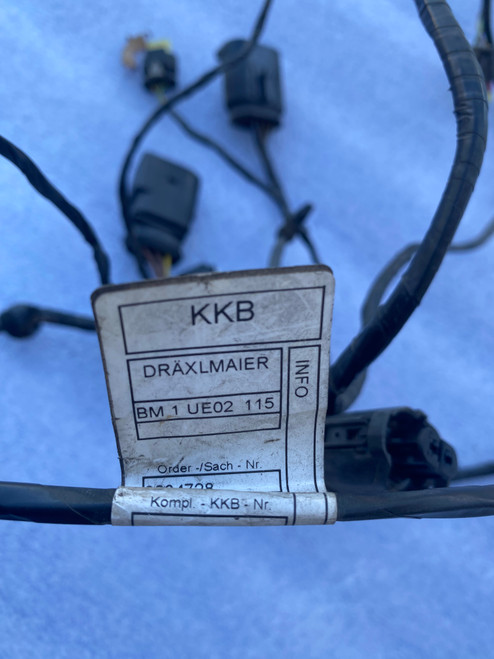 KKB
DRÄXLMAIER
INFO
BM 1 UE02 115
Order -/Sach - Nr.
Kompl. - KKB - Nr.